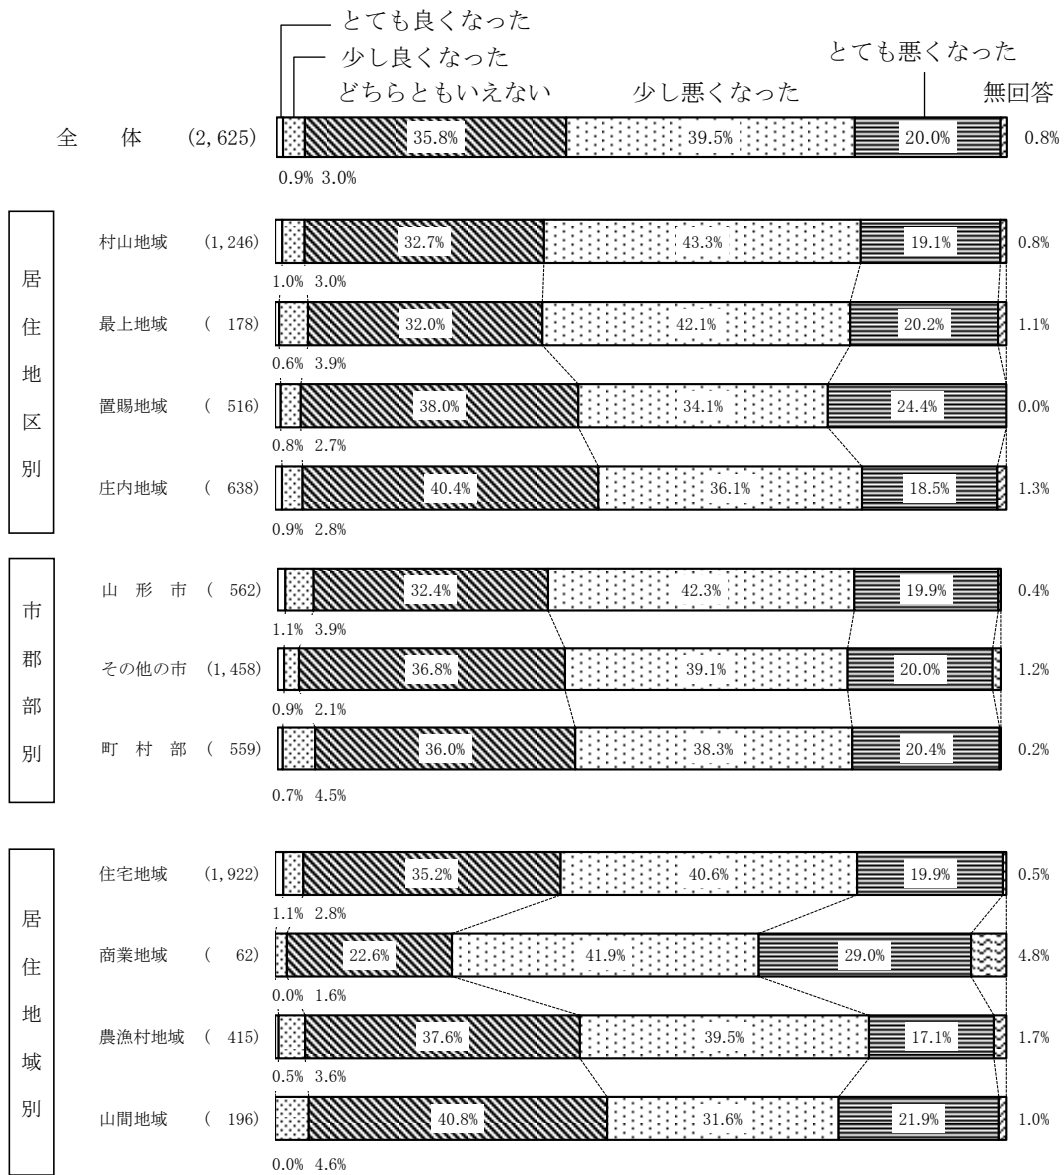 とても良くなった
少し良くなった
とても悪くなった
どちらともいえない 少し悪くなった 無回答
全 体 (2,625) 35.8% 39.5% 20.0% 0.8%
0.9% 3.0%
居住地区別
村山地域 (1,246) 32.7% 43.3% 19.1% 0.8%
1.0% 3.0%
最上地域 ( 178) 32.0% 42.1% 20.2% 1.1%
0.6% 3.9%
置賜地域 ( 516) 38.0% 34.1% 24.4% 0.0%
0.8% 2.7%
庄内地域 ( 638) 40.4% 36.1% 18.5% 1.3%
0.9% 2.8%
市郡部別
山 形 市 ( 562) 32.4% 42.3% 19.9% 0.4%
1.1% 3.9%
その他の市 (1,458) 36.8% 39.1% 20.0% 1.2%
0.9% 2.1%
町 村 部 ( 559) 36.0% 38.3% 20.4% 0.2%
0.7% 4.5%
居住地域別
住宅地域 (1,922) 35.2% 40.6% 19.9% 0.5%
1.1% 2.8%
商業地域 ( 62) 22.6% 41.9% 29.0% 4.8%
0.0% 1.6%
農漁村地域 ( 415) 37.6% 39.5% 17.1% 1.7%
0.5% 3.6%
山間地域 ( 196) 40.8% 31.6% 21.9% 1.0%
0.0% 4.6%